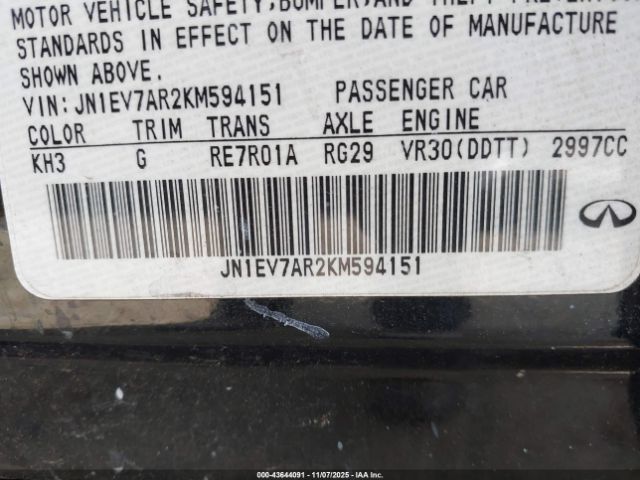 MOTOR VEHICLE SAFETY, BUMPER, AND THEFT
STANDARDS IN EFFECT ON THE DATE OF MANUFACTURE
SHOWN ABOVE.
VIN: JN1EV7AR2KM594151 PASSENGER CAR
COLOR TRIM TRANS AXLE ENGINE
KH3 G RE7R01A RG29 VR30(DDTT) 2997CC
JN1EV7AR2KM594151
INFINITI
000-43644091 - 11/07/2025 - IAA Inc.